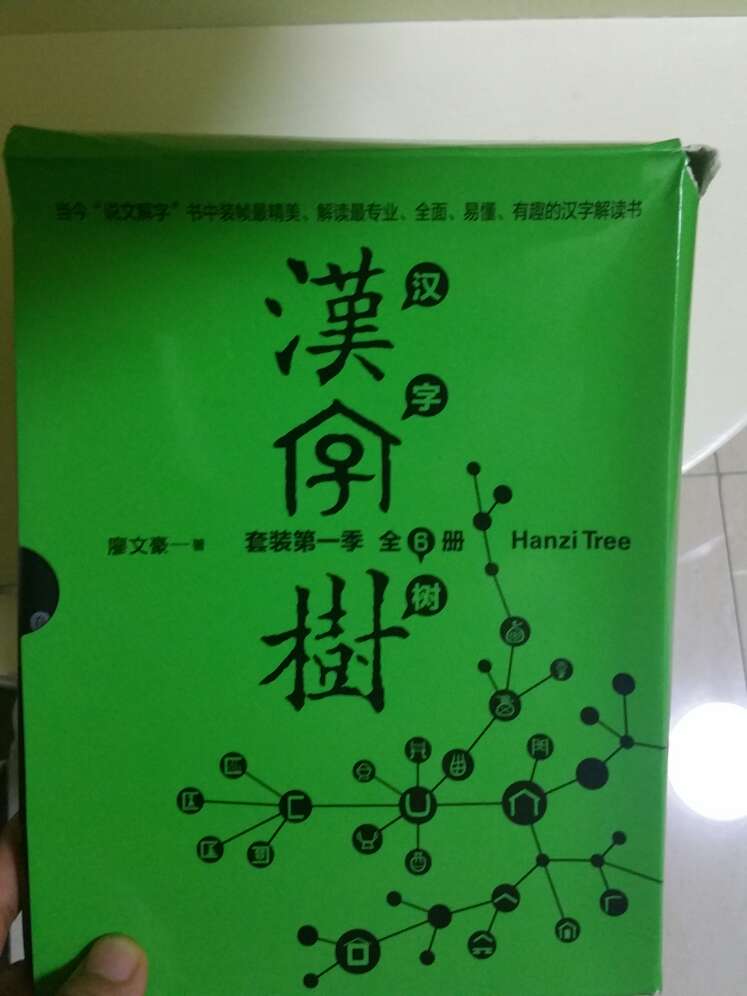 当今“说文解字”书中装帧最精美、解读最专业、全面、易懂、有趣的汉字解读书
漢 汉
字 字
廖文豪—著 套装第一季 全6册 Hanzi Tree
樹 树